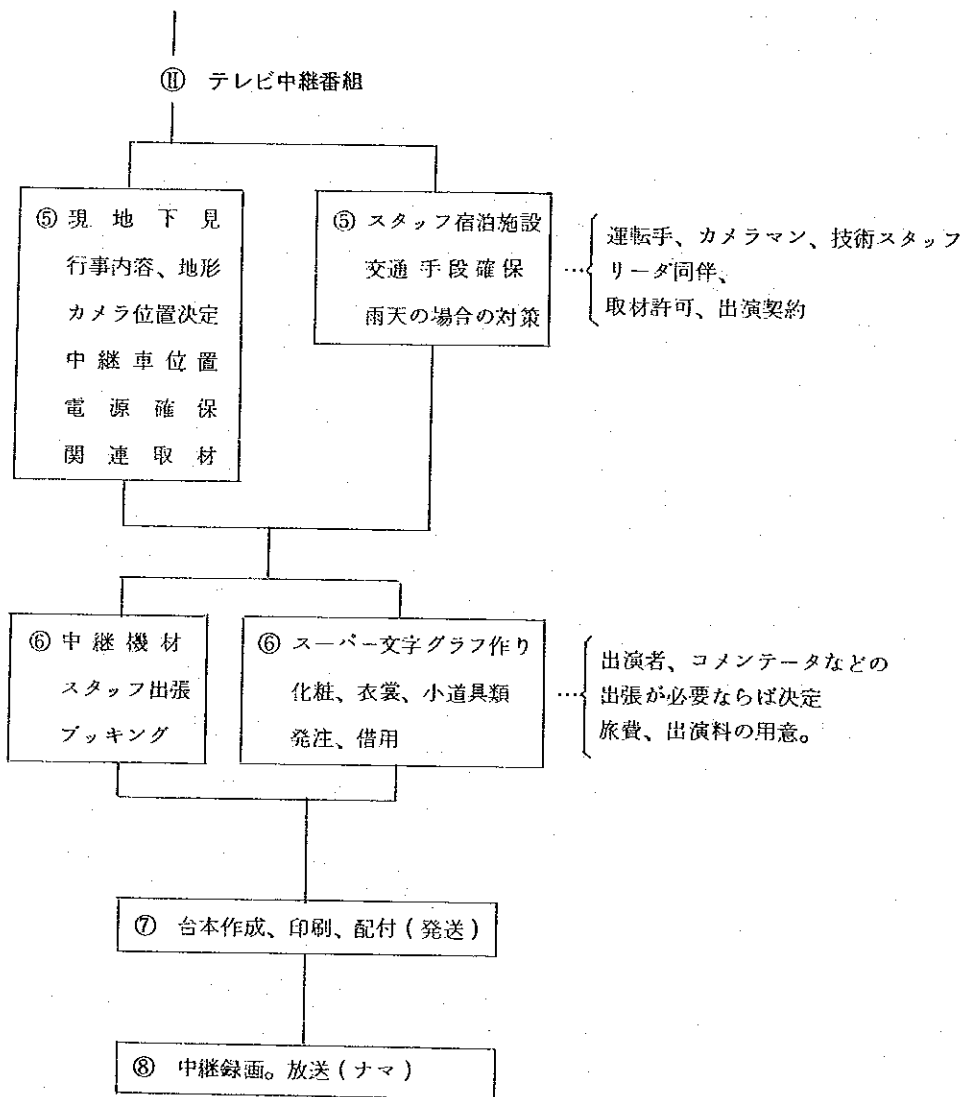 Ⅱ テレビ中継番組
⑤ 現地下見
行事内容、地形
カメラ位置決定
中継車位置
電源確保
関連取材
⑤ スタッフ宿泊施設
交通手段確保
雨天の場合の対策
…
運転手、カメラマン、技術スタッフ
リーダ同伴、
取材許可、出演契約
⑥ 中継機材
スタッフ出張
ブッキング
⑥ スーパー文字グラフ作り
化粧、衣裳、小道具類
発注、借用
…
出演者、コメンテータなどの
出張が必要ならば決定
旅費、出演料の用意。
⑦ 台本作成、印刷、配付(発送)
⑧ 中継録画。放送(ナマ)